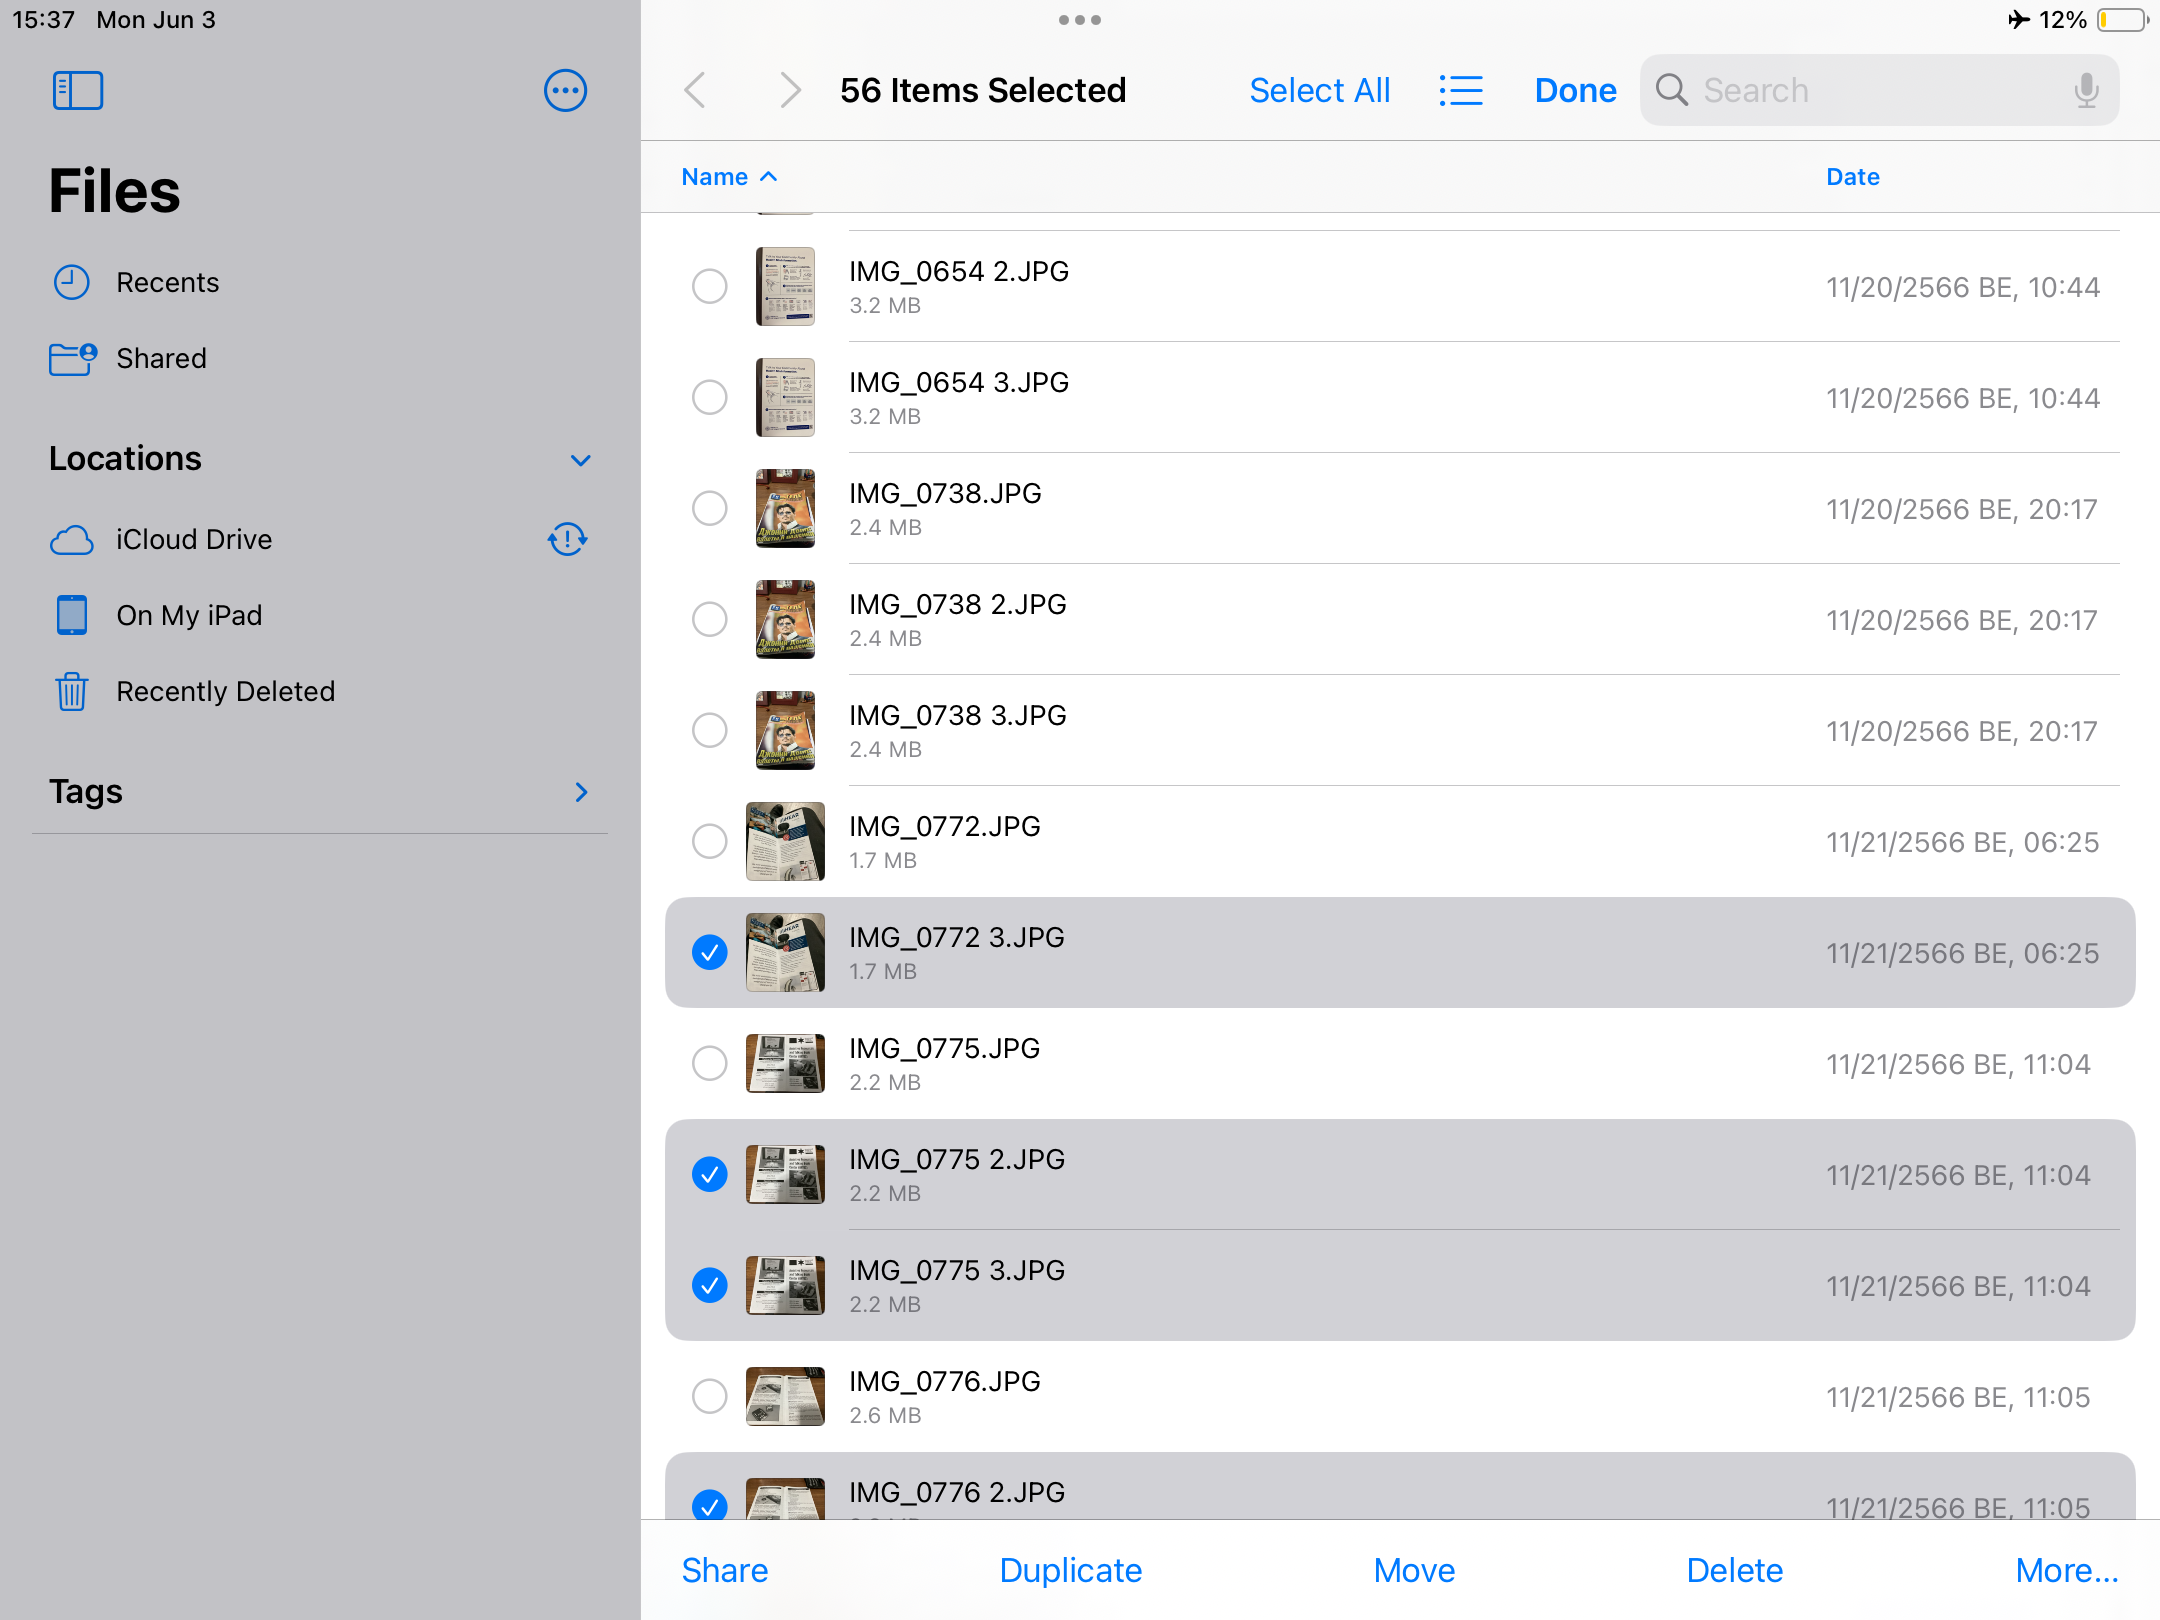 15:37 Mon Jun 3
12%
Files
Recents
Shared
Locations
iCloud Drive
On My iPad
Recently Deleted
Tags
56 Items Selected
Select All
Done
Search
Name
Date
IMG_0654 2.JPG
3.2 MB
11/20/2566 BE, 10:44
IMG_0654 3.JPG
3.2 MB
11/20/2566 BE, 10:44
IMG_0738.JPG
2.4 MB
11/20/2566 BE, 20:17
IMG_0738 2.JPG
2.4 MB
11/20/2566 BE, 20:17
IMG_0738 3.JPG
2.4 MB
11/20/2566 BE, 20:17
IMG_0772.JPG
1.7 MB
11/21/2566 BE, 06:25
IMG_0772 3.JPG
1.7 MB
11/21/2566 BE, 06:25
IMG_0775.JPG
2.2 MB
11/21/2566 BE, 11:04
IMG_0775 2.JPG
2.2 MB
11/21/2566 BE, 11:04
IMG_0775 3.JPG
2.2 MB
11/21/2566 BE, 11:04
IMG_0776.JPG
2.6 MB
11/21/2566 BE, 11:05
IMG_0776 2.JPG
11/21/2566 BE, 11:05
Share
Duplicate
Move
Delete
More...